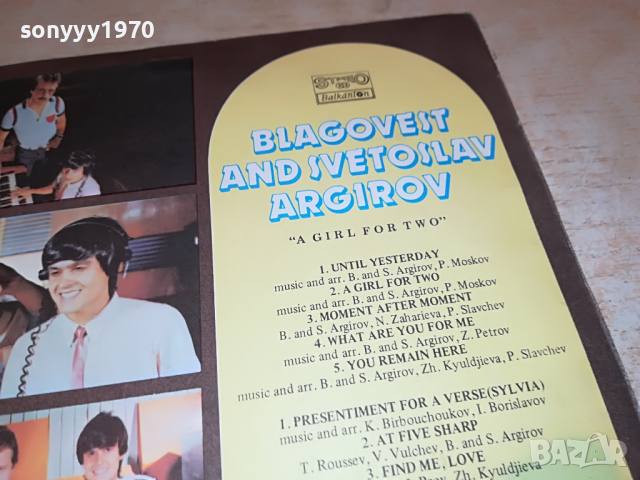 sonyyy1970
STEREO
Balkanton
BLAGOVEST
AND SVETOSLAV
ARGIROV
"A GIRL FOR TWO"
1. UNTIL YESTERDAY
music and arr. B. and S. Argirov, P. Moskov
2. A GIRL FOR TWO
music and arr. B. and S. Argirov, P. Moskov
3. MOMENT AFTER MOMENT
B. and S. Argirov, N. Zaharieva, P. Slavchev
4. WHAT ARE YOU FOR ME
music and arr. B. and S. Argirov, Z. Petrov
5. YOU REMAIN HERE
music and arr. B. and S. Argirov, Zh. Kyuldjieva, P. Slavchev
1. PRESENTIMENT FOR A VERSE(SYLVIA)
music and arr. K. Birbouchoukov, I. Borislavov
2. AT FIVE SHARP
T. Roussev, V. Vulchev, B. and S. Argirov
3. FIND ME, LOVE
Zh. Kyuldjieva
BAZAR
bg